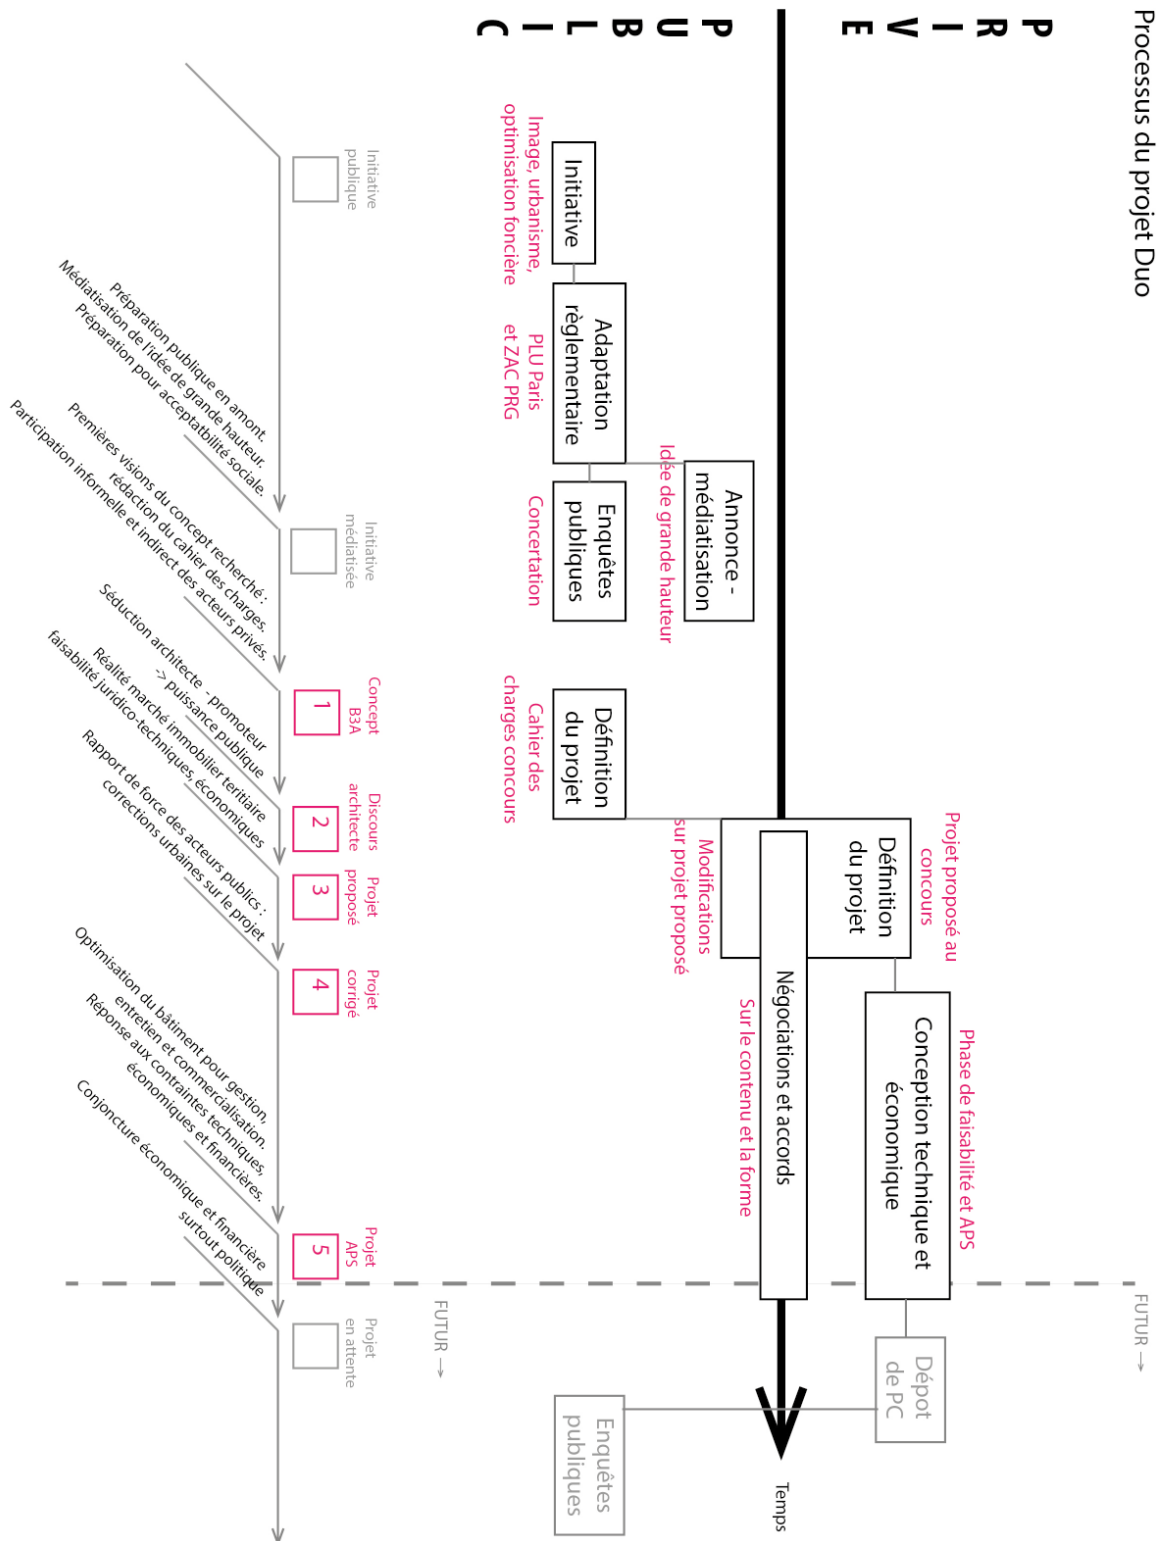 Processus du projet Duo
PRIVE
PUBLIC
Projet proposé au
concours
Phase de faisabilité et APS
Définition
du projet
Conception technique et
économique
Dépot
de PC
FUTUR →
Négociations et accords
Sur le contenu et la forme
Modifications
sur projet proposé
Temps
Annonce -
médiatisation
Idée de grande hauteur
Initiative
Image, urbanisme,
optimisation foncière
Adaptation
règlementaire
PLU Paris
et ZAC PRG
Enquêtes
publiques
Concertation
Définition
du projet
Cahier des
charges concours
Enquêtes
publiques
FUTUR →
Initiative
publique
Initiative
médiatisée
Concept
B3A
1
Discours
architecte
2
Projet
proposé
3
Projet
corrigé
4
Projet
APS
5
Projet
en attente
Préparation publique en amont.
Médiatisation de l'idée de grande hauteur.
Préparation pour acceptatbilité sociale.
Premières visions du concept recherché :
rédaction du cahier des charges.
Participation informelle et indirect des acteurs privés.
Séduction architecte - promoteur
-> puissance publique
Réalité marché immobilier teritiaire
faisabilité juridico-techniques, économiques
Rapport de force des acteurs publics :
corrections urbaines sur le projet
Optimisation du bâtiment pour gestion,
entretien et commercialisation.
Réponse aux contraintes techniques,
économiques et financières.
Conjoncture économique et financière
surtout politique